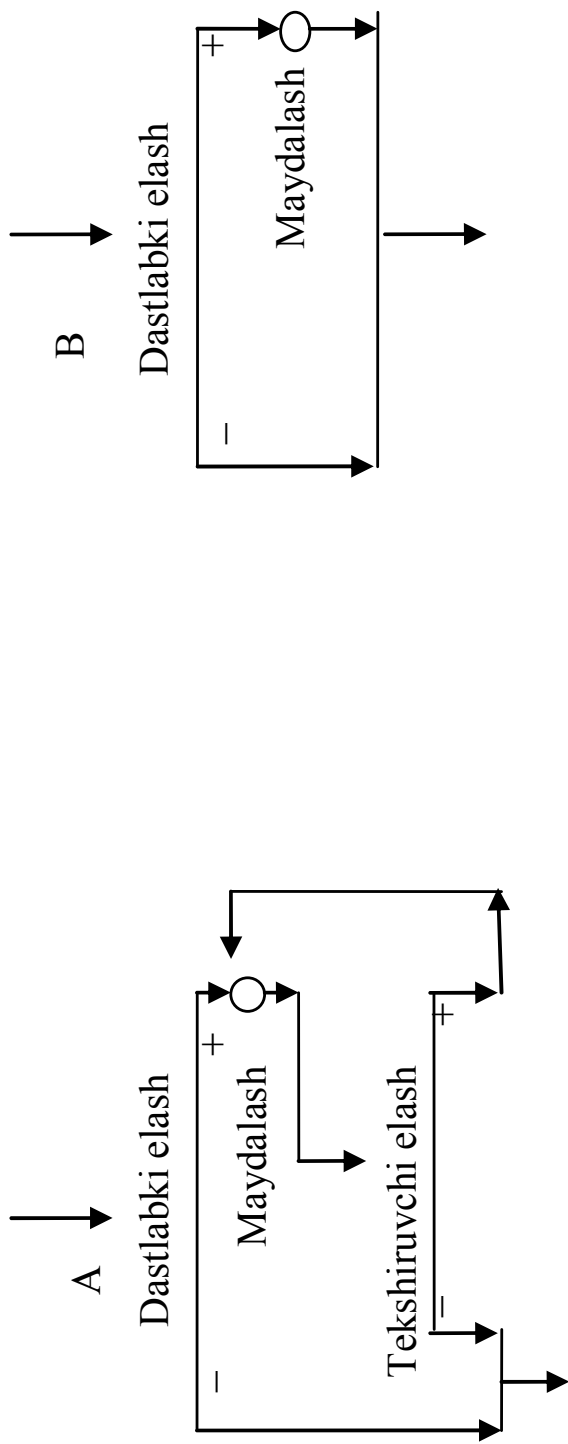 A
Dastlabki elash
− +
Maydalash
Tekshiruvchi elash
− +
B
Dastlabki elash
− +
Maydalash